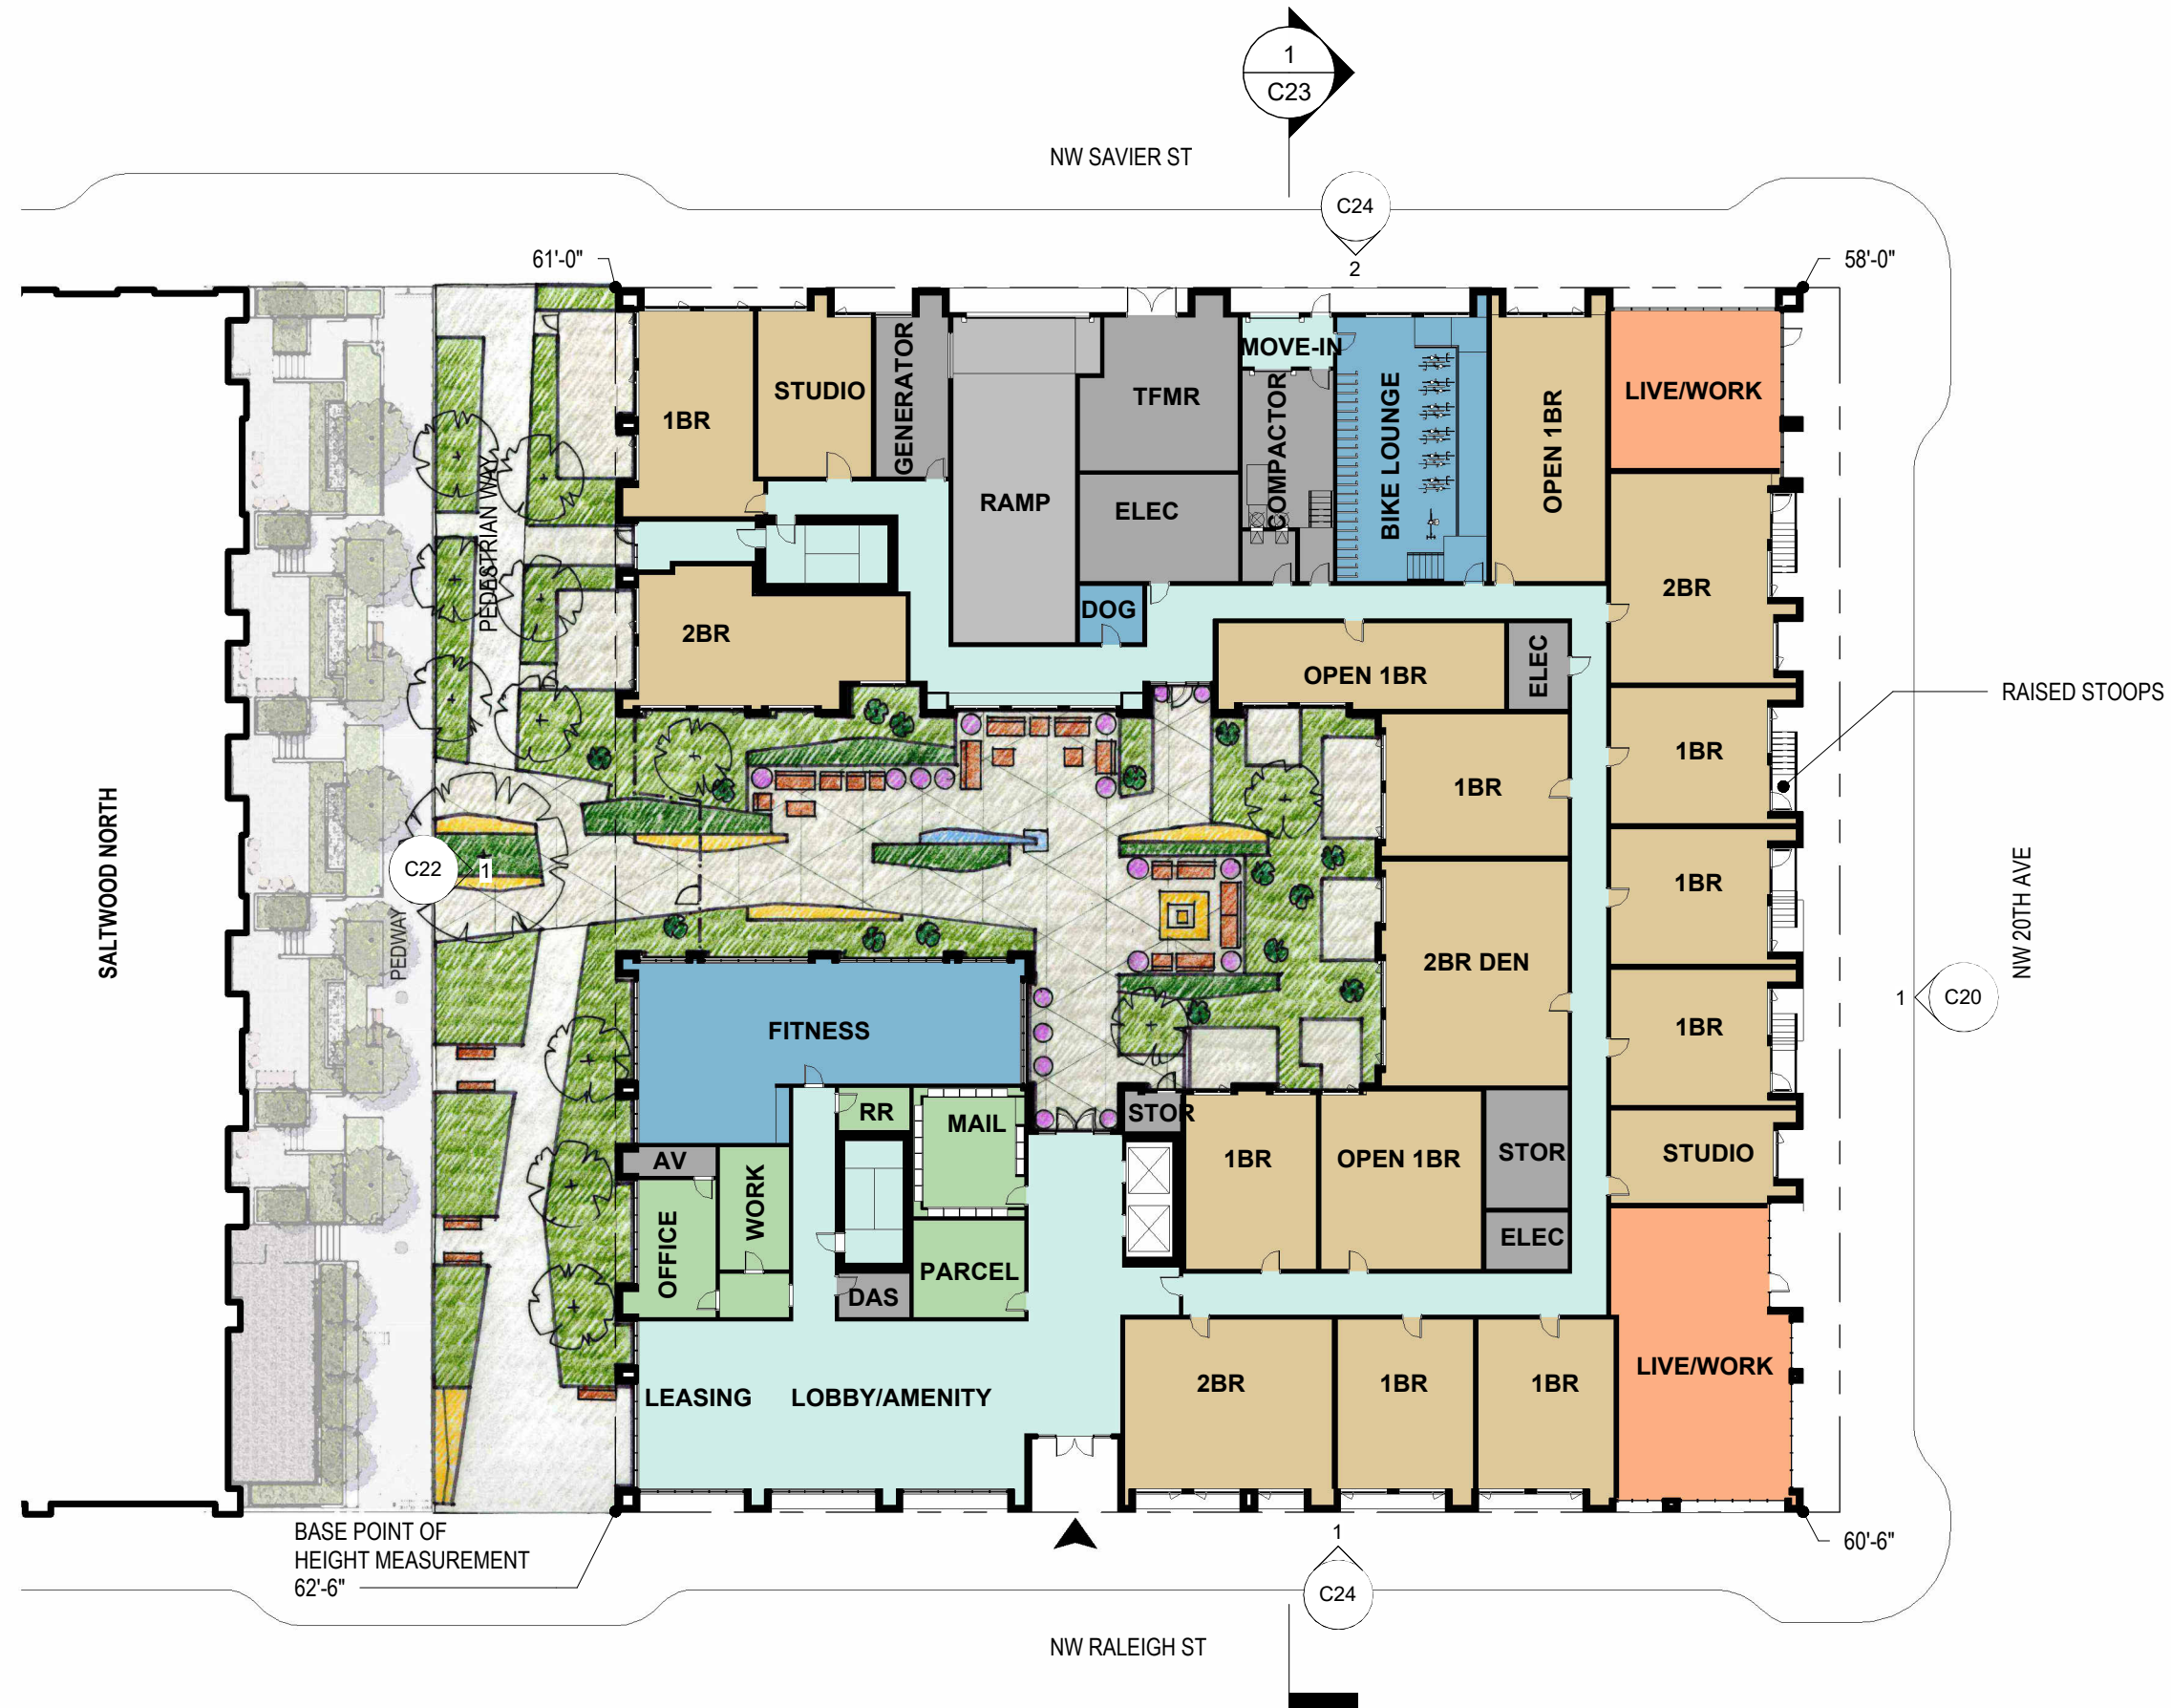 1
C23
NW SAVIER ST
C24
2
61'-0"
58'-0"
GENERATOR
MOVE-IN
STUDIO
1BR
TFMR
COMPACTOR
BIKE LOUNGE
OPEN 1BR
LIVE/WORK
RAMP
ELEC
PEDESTRIAN WAY
2BR
DOG
2BR
OPEN 1BR
ELEC
RAISED STOOPS
1BR
1BR
SALTWOOD NORTH
C22
1
1BR
NW 20TH AVE
PEDWAY
2BR DEN
1
C20
FITNESS
1BR
RR
MAIL
STOR
AV
WORK
1BR
OPEN 1BR
STOR
STUDIO
OFFICE
ELEC
PARCEL
DAS
LIVE/WORK
LEASING
LOBBY/AMENITY
2BR
1BR
1BR
BASE POINT OF
HEIGHT MEASUREMENT
62'-6"
1
C24
60'-6"
NW RALEIGH ST